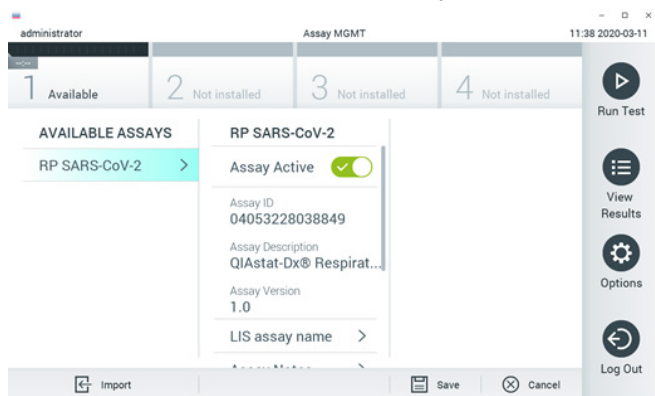 administrator
Assay MGMT
11:38 2020-03-11
1 Available
2 Not installed
3 Not installed
4 Not installed
Run Test
AVAILABLE ASSAYS
RP SARS-CoV-2
RP SARS-CoV-2
Assay Active
Assay ID
04053228038849
Assay Description
QIAstat-Dx® Respirat...
Assay Version
1.0
LIS assay name
View
Results
Options
Log Out
Import
Save
Cancel